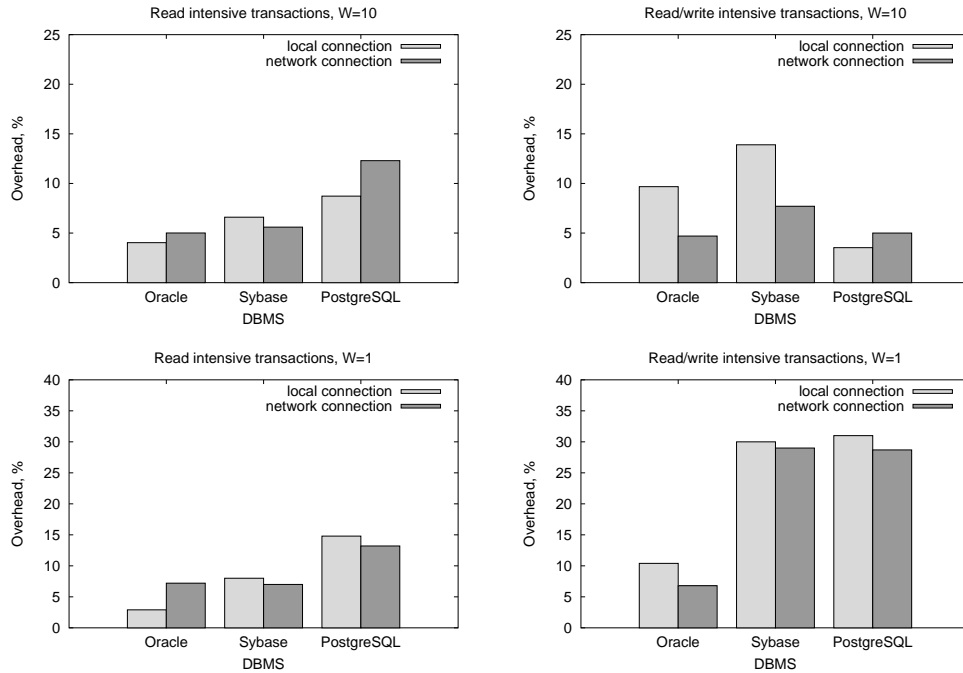 Read intensive transactions, W=10
25
20
15
10
5
0
Overhead, %
local connection
network connection
Oracle Sybase PostgreSQL
DBMS
Read/write intensive transactions, W=10
25
20
15
10
5
0
Overhead, %
local connection
network connection
Oracle Sybase PostgreSQL
DBMS
Read intensive transactions, W=1
40
35
30
25
20
15
10
5
0
Overhead, %
local connection
network connection
Oracle Sybase PostgreSQL
DBMS
Read/write intensive transactions, W=1
40
35
30
25
20
15
10
5
0
Overhead, %
local connection
network connection
Oracle Sybase PostgreSQL
DBMS